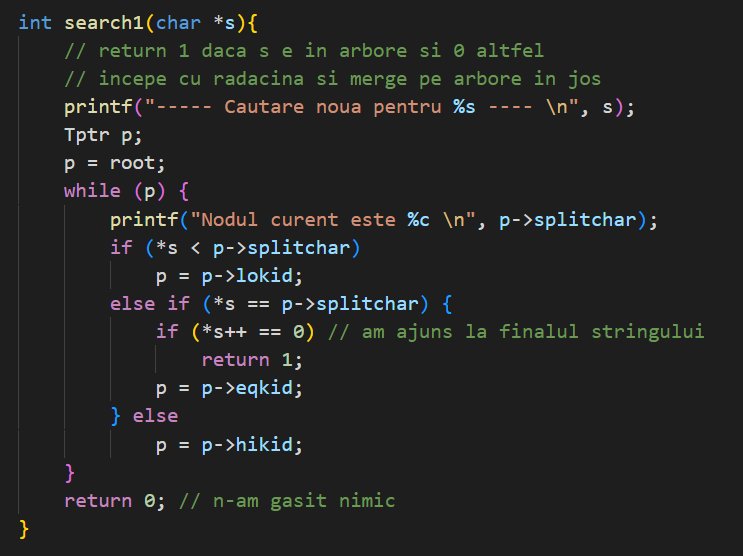 int search1(char *s){
    // return 1 daca s e in arbore si 0 altfel
    // incepe cu radacina si merge pe arbore in jos
    printf("----- Cautare noua pentru %s ---- \n", s);
    Tptr p;
    p = root;
    while (p) {
        printf("Nodul curent este %c \n", p->splitchar);
        if (*s < p->splitchar)
            p = p->lokid;
        else if (*s == p->splitchar) {
            if (*s++ == 0) // am ajuns la finalul stringului
                return 1;
            p = p->eqkid;
        } else
            p = p->hikid;
    }
    return 0; // n-am gasit nimic
}